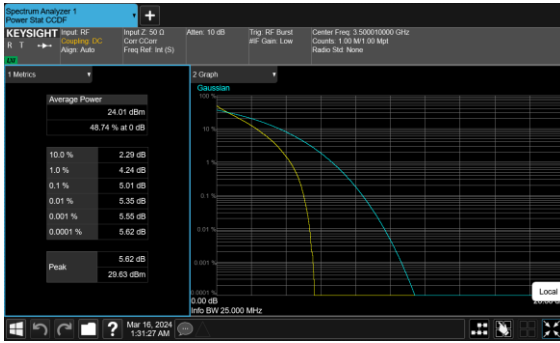 Spectrum Analyzer 1
Power Stat CCDF
KEYSIGHT
R T
Input: RF
Coupling: DC
Align: Auto
Input Z: 50 Ω
Corr CCorr
Freq Ref: Int (S)
Atten: 10 dB
Trig: RF Burst
#IF Gain: Low
Center Freq: 3.500010000 GHz
Counts: 1.00 M/1.00 Mpt
Radio Std: None
1 Metrics
Average Power
24.01 dBm
48.74 % at 0 dB
10.0 % 2.29 dB
1.0 % 4.24 dB
0.1 % 5.01 dB
0.01 % 5.35 dB
0.001 % 5.55 dB
0.0001 % 5.62 dB
Peak
5.62 dB
29.63 dBm
2 Graph
Gaussian
100 %
10 %
1 %
0.1 %
0.01 %
0.001 %
0.0001 %
0.00 dB
Info BW 25.000 MHz
Local
?
Mar 16, 2024
1:31:27 AM